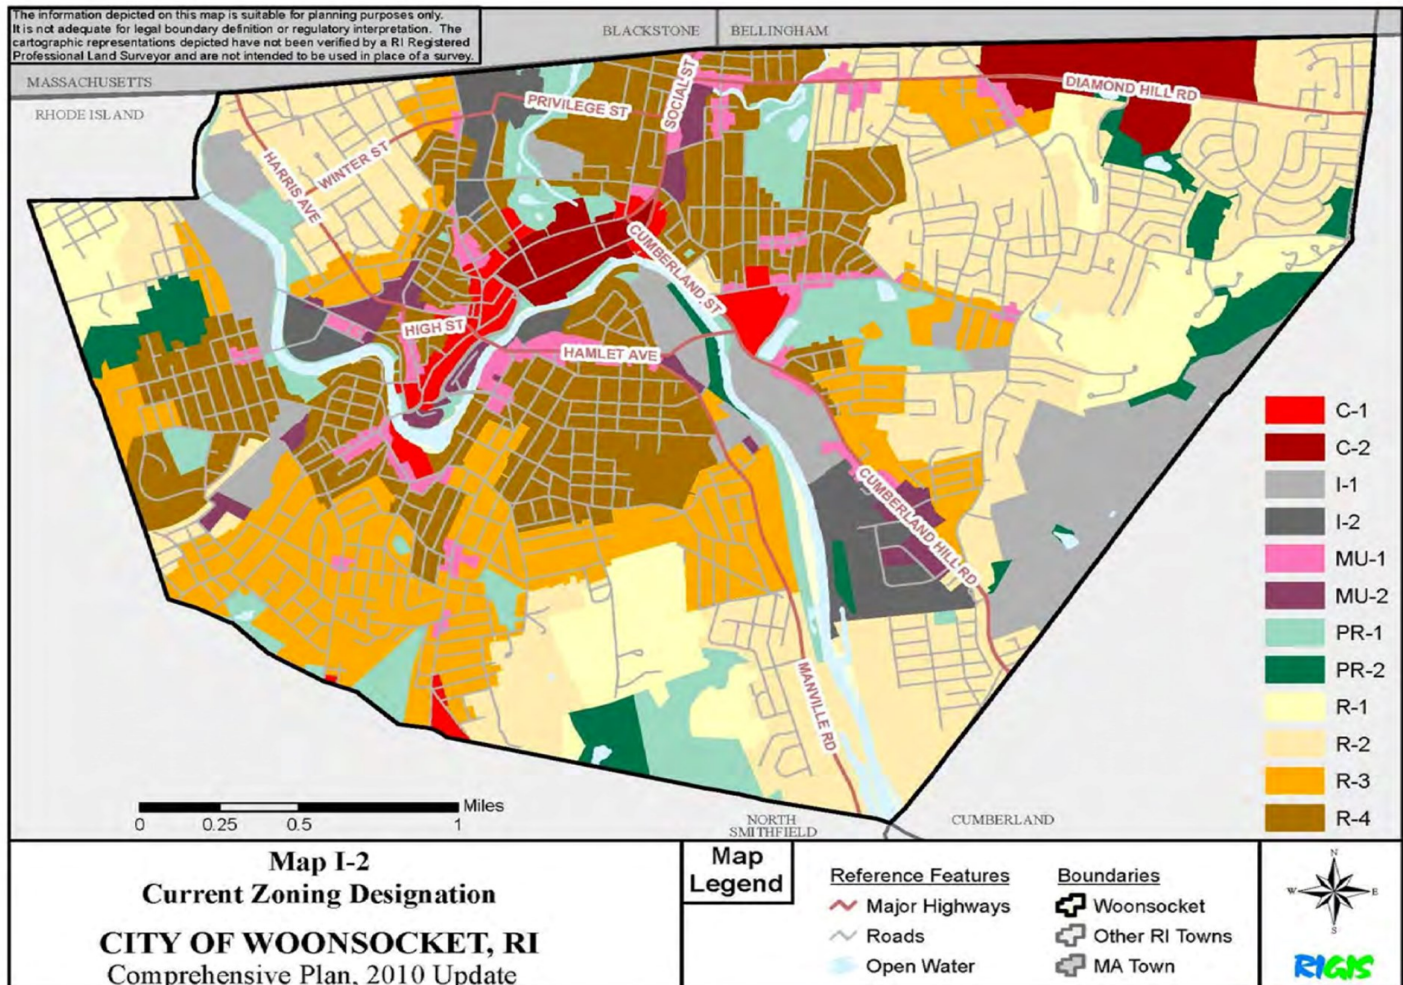 The information depicted on this map is suitable for planning purposes only.
It is not adequate for legal boundary definition or regulatory interpretation. The
cartographic representations depicted have not been verified by a RI Registered
Professional Land Surveyor and are not intended to be used in place of a survey.
BLACKSTONE
BELLINGHAM
MASSACHUSETTS
RHODE ISLAND
DIAMOND HILL RD
PRIVILEGE ST
SOCIAL ST
WINTER ST
HARRIS AVE
CUMBERLAND ST
HIGH ST
HAMLET AVE
CUMBERLAND HILL RD
MANVILLE RD
C-1
C-2
I-1
I-2
MU-1
MU-2
PR-1
PR-2
R-1
R-2
R-3
R-4
Miles
0 0.25 0.5 1
NORTH
SMITHFIELD
CUMBERLAND
Map I-2
Current Zoning Designation
CITY OF WOONSOCKET, RI
Comprehensive Plan, 2010 Update
Map
Legend
Reference Features
Major Highways
Roads
Open Water
Boundaries
Woonsocket
Other RI Towns
MA Town
N
W E
S
RIGIS